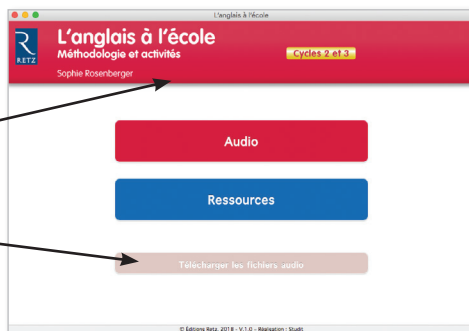 L'anglais à l'école
RETZ
L'anglais à l'école
Méthodologie et activités
Cycles 2 et 3
Sophie Rosenberger
Audio
Ressources
Télécharger les fichiers audio
© Éditions Retz, 2018 - V.1.0 - Réalisation : Studit